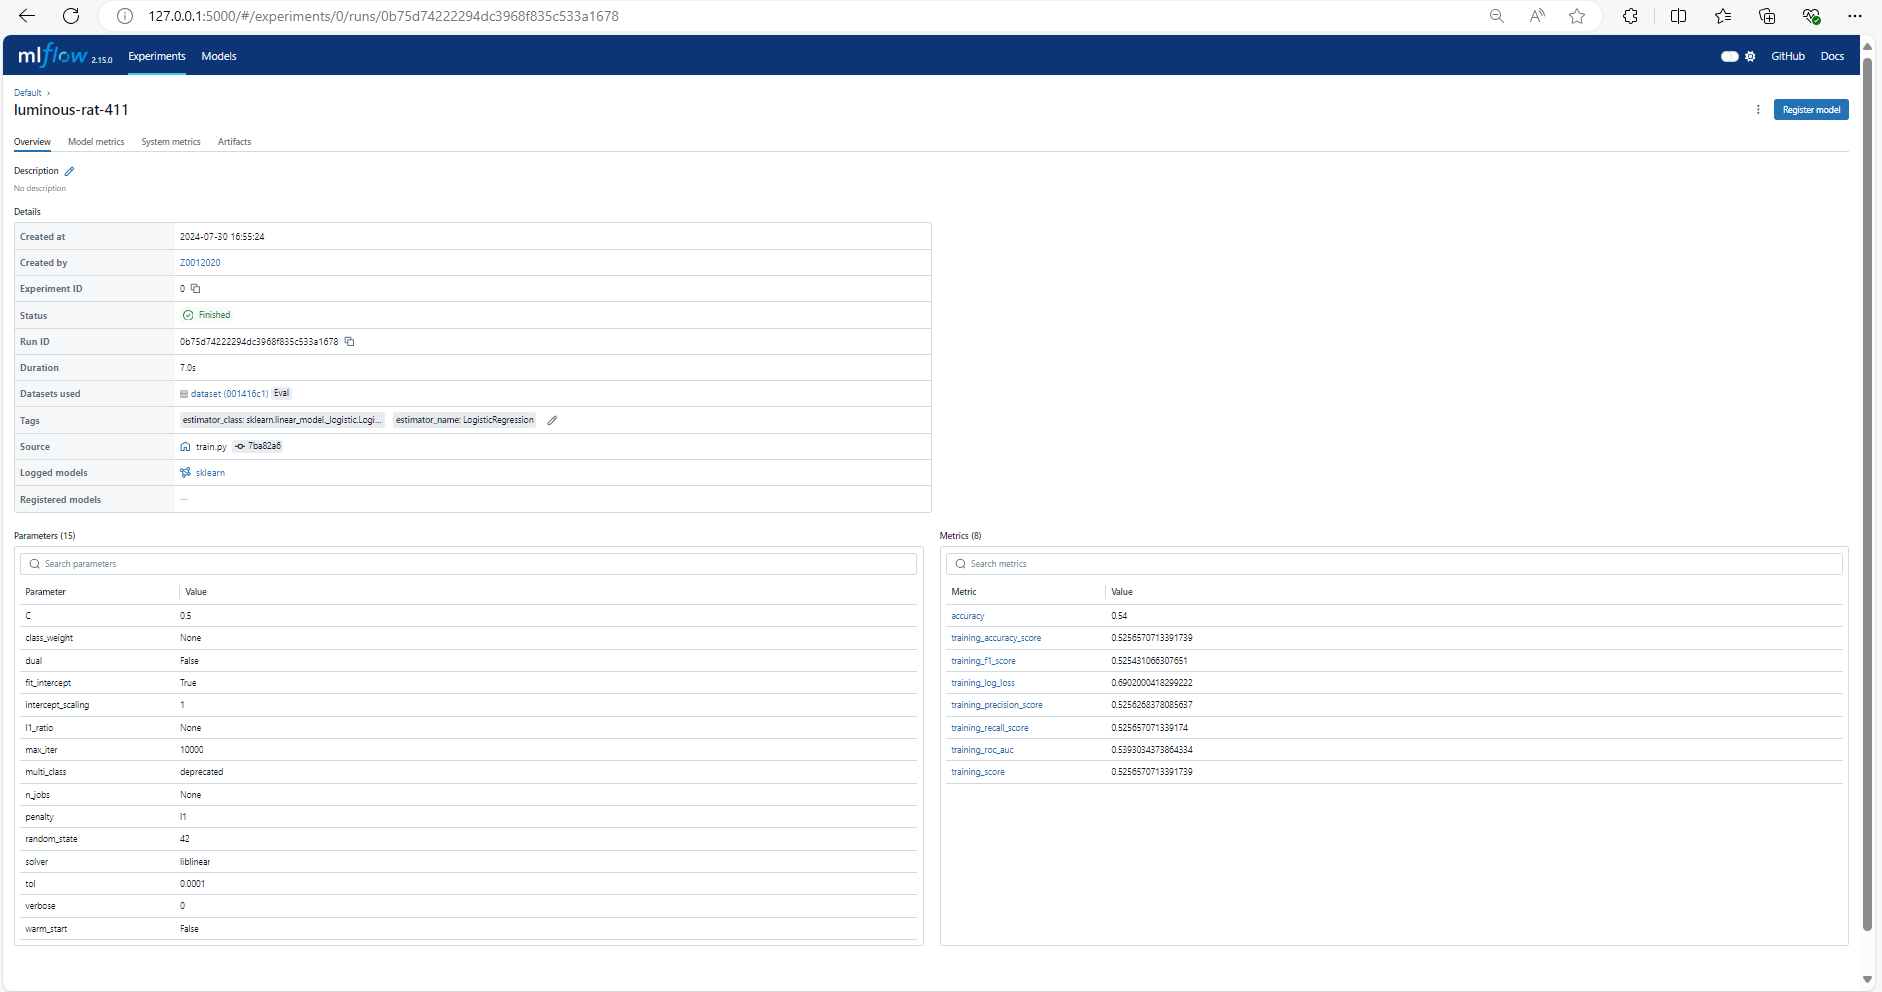 127.0.0.1:5000/#/experiments/0/runs/0b75d74222294dc3968f835c533a1678
mlflow 2.15.0 Experiments Models GitHub Docs
Default ›
luminous-rat-411
Register model
Overview Model metrics System metrics Artifacts
Description
No description
Details
Created at 2024-07-30 16:55:24
Created by Z0012020
Experiment ID 0
Status Finished
Run ID 0b75d74222294dc3968f835c533a1678
Duration 7.0s
Datasets used dataset (001416c1) Eval
Tags estimator_class: sklearn.linear_model._logistic.Logi... estimator_name: LogisticRegression
Source train.py 7ba82a6
Logged models sklearn
Registered models —
Parameters (15)
Search parameters
Parameter Value
C 0.5
class_weight None
dual False
fit_intercept True
intercept_scaling 1
l1_ratio None
max_iter 10000
multi_class deprecated
n_jobs None
penalty l1
random_state 42
solver liblinear
tol 0.0001
verbose 0
warm_start False
Metrics (8)
Search metrics
Metric Value
accuracy 0.54
training_accuracy_score 0.5256570713391739
training_f1_score 0.525431066307651
training_log_loss 0.6902000418299222
training_precision_score 0.5256268378085637
training_recall_score 0.525657071339174
training_roc_auc 0.5393034373864334
training_score 0.5256570713391739